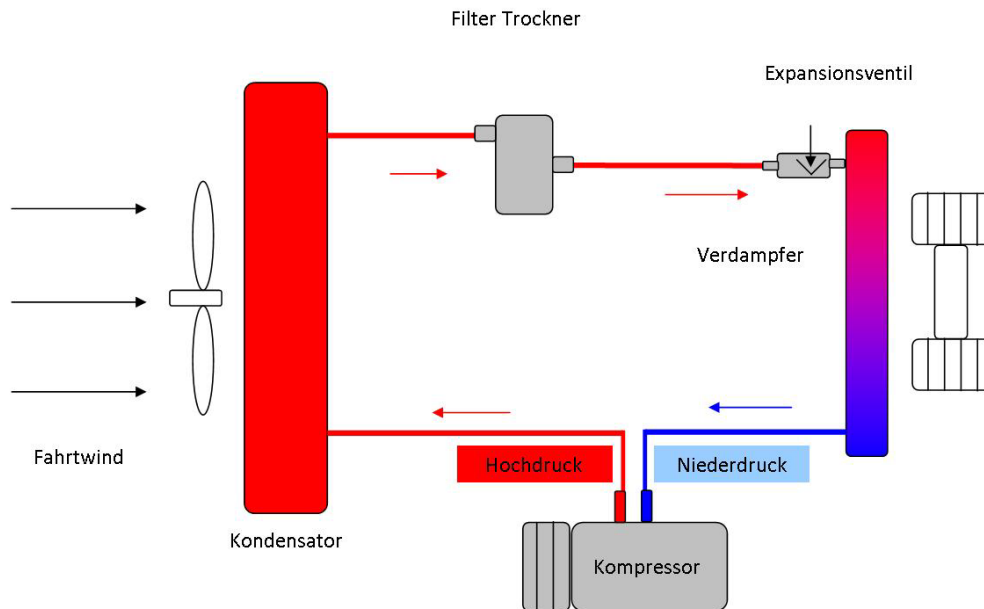 Filter Trockner
Expansionsventil
Verdampfer
Fahrtwind
Hochdruck
Niederdruck
Kondensator
Kompressor